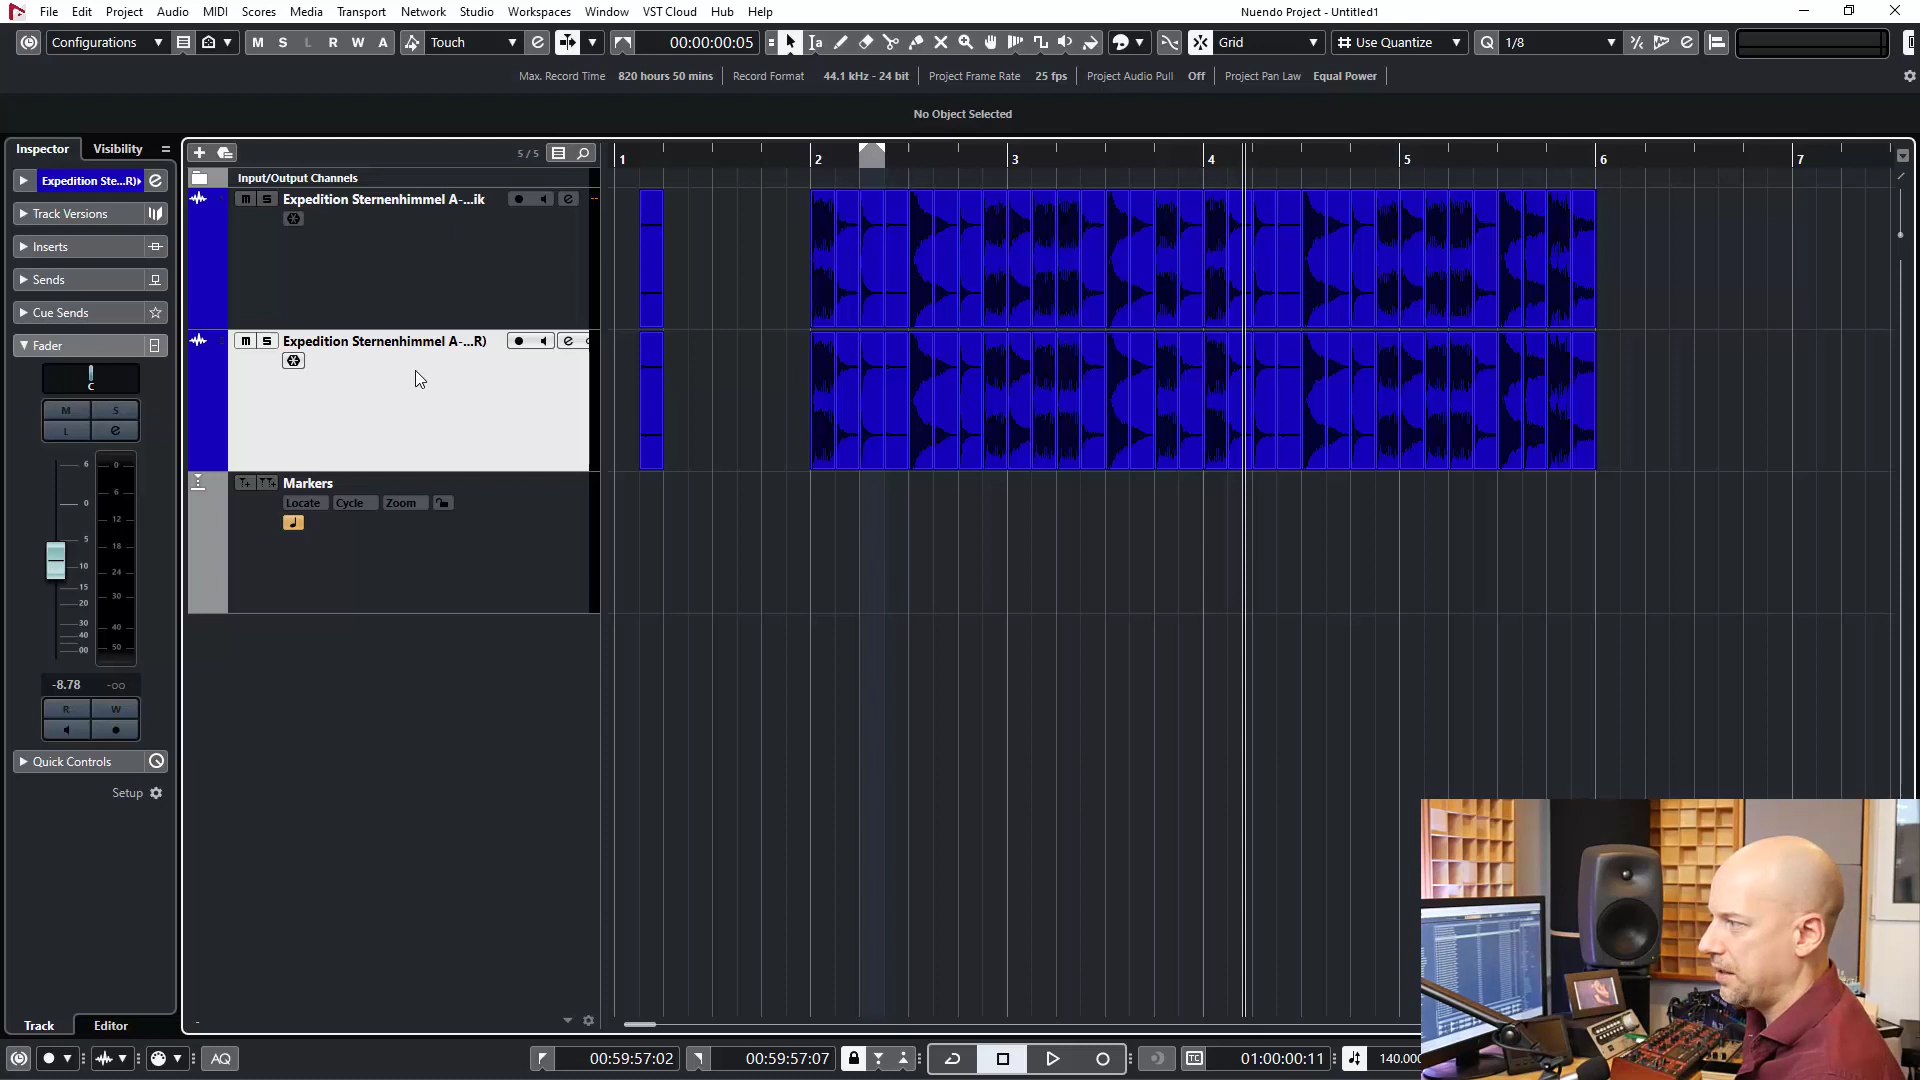 File Edit Project Audio MIDI Scores Media Transport Network Studio Workspaces Window VST Cloud Hub Help
Nuendo Project - Untitled1
Configurations M S L R W A Touch 00:00:00:05 Grid Use Quantize 1/8
Max. Record Time 820 hours 50 mins Record Format 44.1 kHz - 24 bit Project Frame Rate 25 fps Project Audio Pull Off Project Pan Law Equal Power
No Object Selected
Inspector Visibility
5 / 5
1 2 3 4 5 6 7
Expedition Ste...R)
Input/Output Channels
M S Expedition Sternenhimmel A-...ik
Track Versions
Inserts
Sends
Cue Sends
M S Expedition Sternenhimmel A-...R)
Fader
C
M S
L e
6 0
0 6
12
5 18
10 24
15
20 30
30
40 40
00 50
-8.78 -oo
R W
Markers
Locate Cycle Zoom
Quick Controls
Setup
Track Editor
AQ 00:59:57:02 00:59:57:07 TC 01:00:00:11 140.000